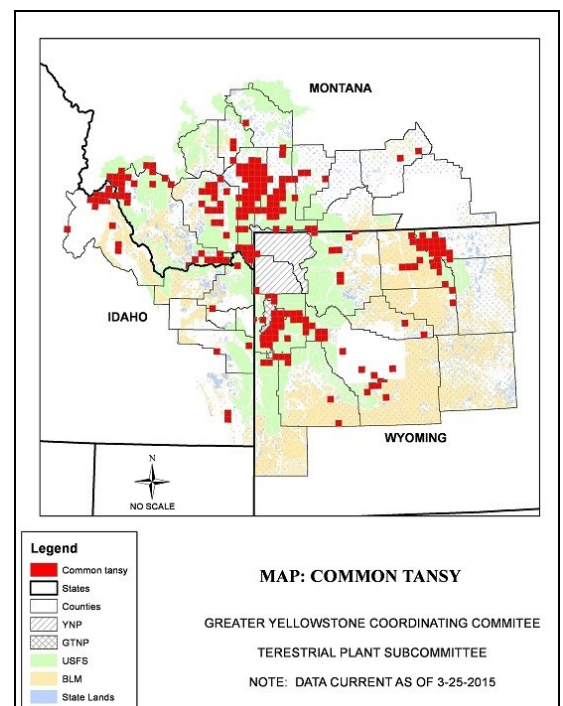 MONTANA
IDAHO
WYOMING
N
NO SCALE
Legend
Common tansy
States
Counties
YNP
GTNP
USFS
BLM
State Lands
MAP: COMMON TANSY
GREATER YELLOWSTONE COORDINATING COMMITEE
TERESTRIAL PLANT SUBCOMMITTEE
NOTE: DATA CURRENT AS OF 3-25-2015